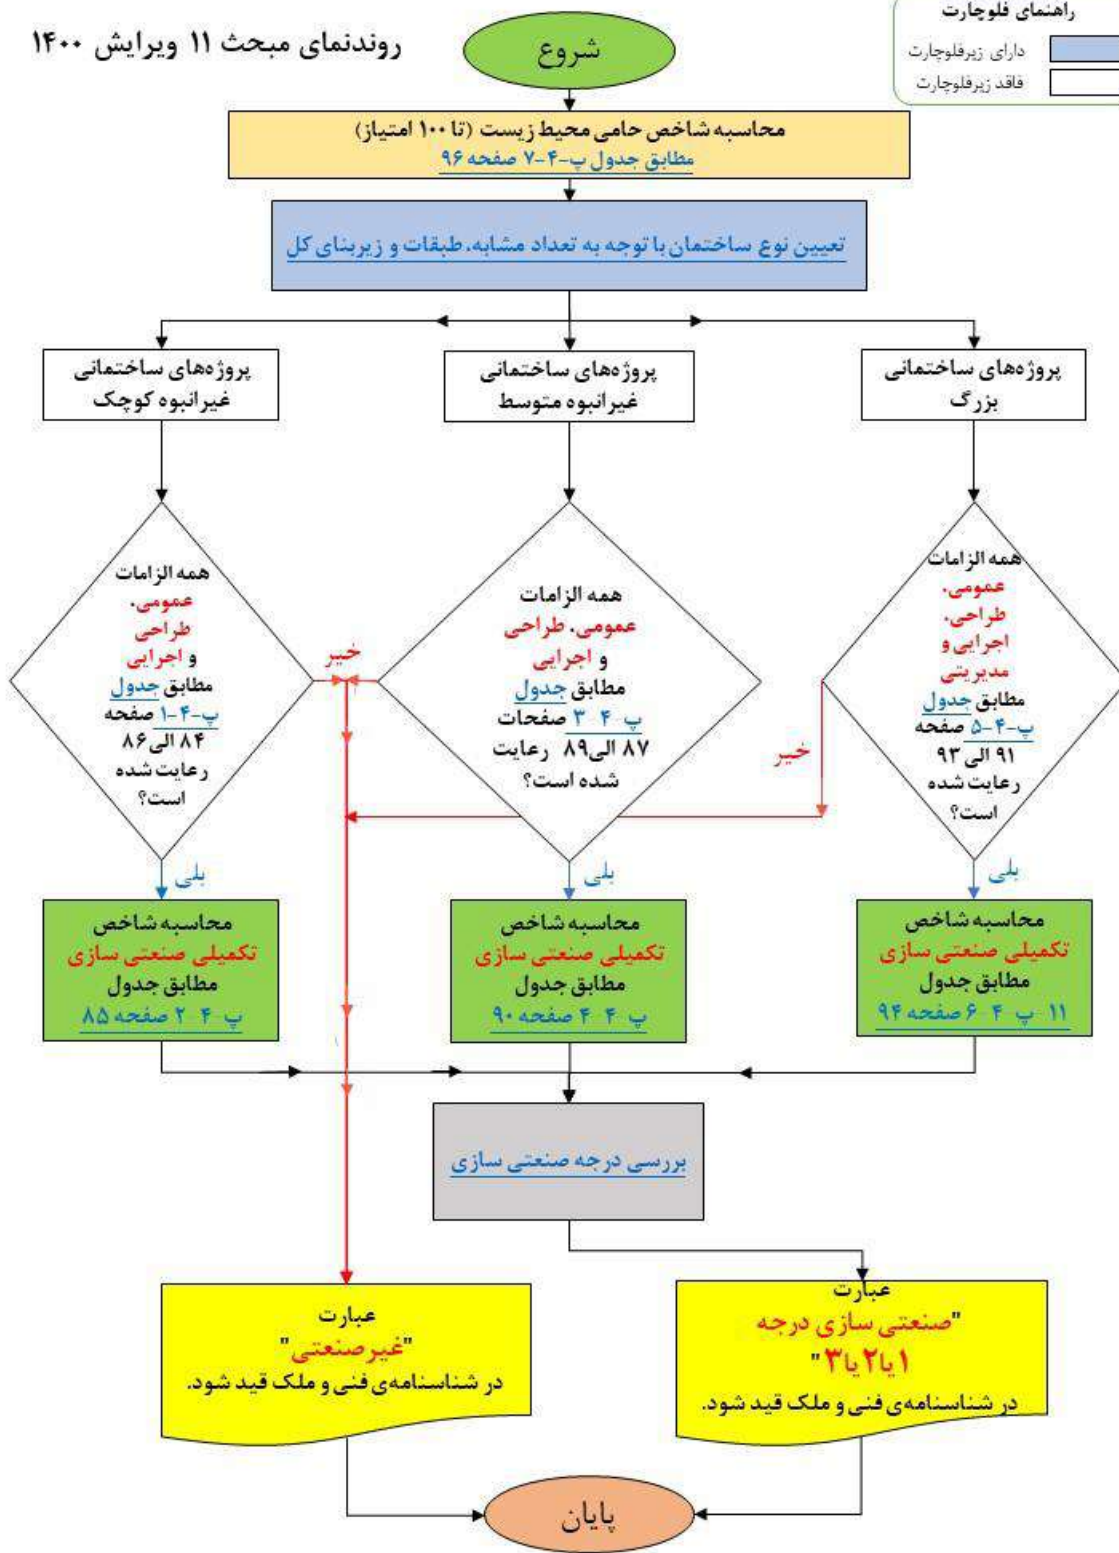 راهنمای فلوچارت
دارای زیرفلوچارت
فاقد زیرفلوچارت
روندنمای مبحث ۱۱ ویرایش ۱۴۰۰
شروع
محاسبه شاخص حامی محیط زیست (تا ۱۰۰ امتیاز)
مطابق جدول پ-۴-۷ صفحه ۹۶
تعیین نوع ساختمان با توجه به تعداد مشابه، طبقات و زیربنای کل
پروژه‌های ساختمانی
بزرگ
پروژه‌های ساختمانی
غیرانبوه متوسط
پروژه‌های ساختمانی
غیرانبوه کوچک
همه الزامات
عمومی،
طراحی،
اجرایی و
مدیریتی
مطابق جدول
پ-۴-۵ صفحه
۹۱ الی ۹۳
رعایت شده
است؟
همه الزامات
عمومی، طراحی
و اجرایی
مطابق جدول
پ ۴ ۳ صفحات
۸۷ الی ۸۹ رعایت
شده است؟
همه الزامات
عمومی،
طراحی
و اجرایی
مطابق جدول
پ-۴-۱ صفحه
۸۴ الی ۸۶
رعایت شده
است؟
خیر
خیر
بلی
بلی
بلی
محاسبه شاخص
تکمیلی صنعتی سازی
مطابق جدول
۱۱ پ ۴ ۶ صفحه ۹۴
محاسبه شاخص
تکمیلی صنعتی سازی
مطابق جدول
پ ۴ ۴ صفحه ۹۰
محاسبه شاخص
تکمیلی صنعتی سازی
مطابق جدول
پ ۴ ۲ صفحه ۸۵
بررسی درجه صنعتی سازی
عبارت
"صنعتی سازی درجه
۱ یا ۲ یا ۳"
در شناسنامه‌ی فنی و ملک قید شود.
عبارت
"غیرصنعتی"
در شناسنامه‌ی فنی و ملک قید شود.
پایان